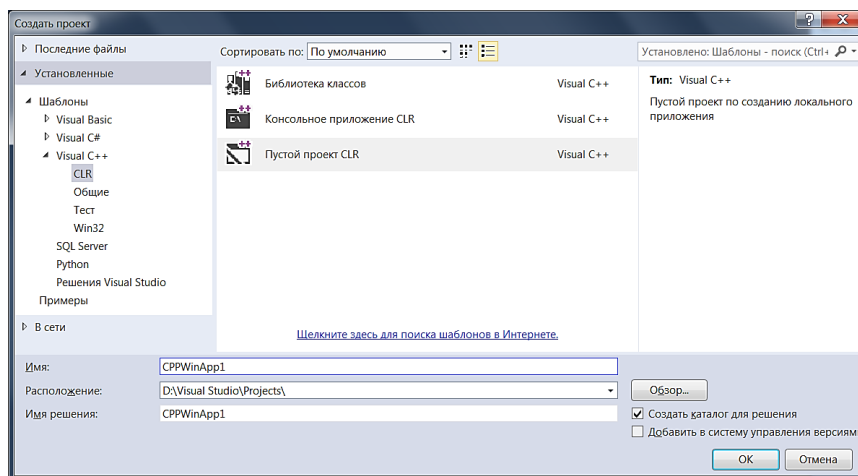 Создать проект
Последние файлы
Установленные
Шаблоны
Visual Basic
Visual C#
Visual C++
CLR
Общие
Тест
Win32
SQL Server
Python
Решения Visual Studio
Примеры
В сети
Сортировать по: По умолчанию
Библиотека классов Visual C++
Консольное приложение CLR Visual C++
Пустой проект CLR Visual C++
Щелкните здесь для поиска шаблонов в Интернете.
Установлено: Шаблоны - поиск (Ctrl+
Тип: Visual C++
Пустой проект по созданию локального
приложения
Имя: CPPWinApp1
Расположение: D:\Visual Studio\Projects\ Обзор...
Имя решения: CPPWinApp1
Создать каталог для решения
Добавить в систему управления версиям
ОК Отмена